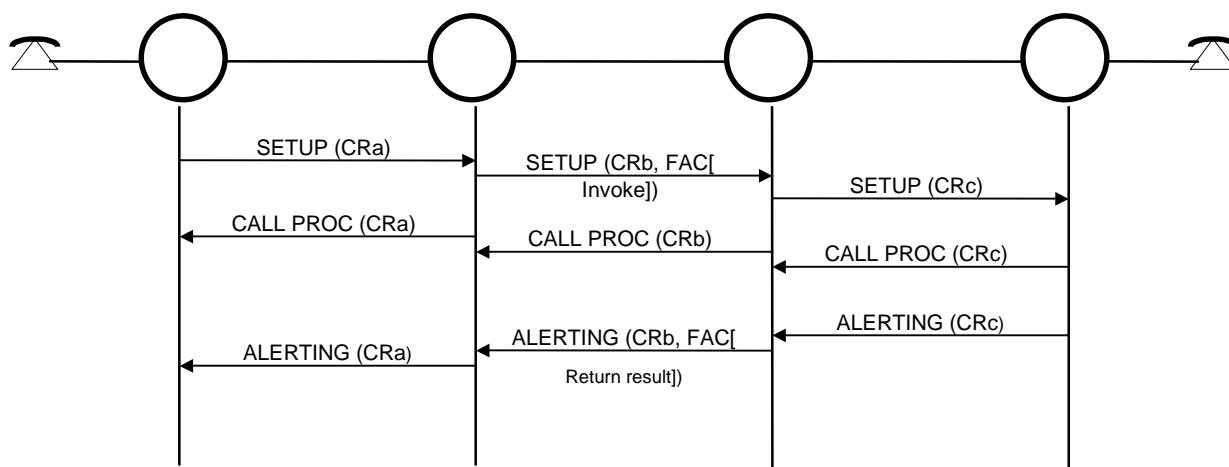 SETUP (CRa)
SETUP (CRb, FAC[
Invoke])
SETUP (CRc)
CALL PROC (CRa)
CALL PROC (CRb)
CALL PROC (CRc)
ALERTING (CRc)
ALERTING (CRb, FAC[
Return result])
ALERTING (CRa)